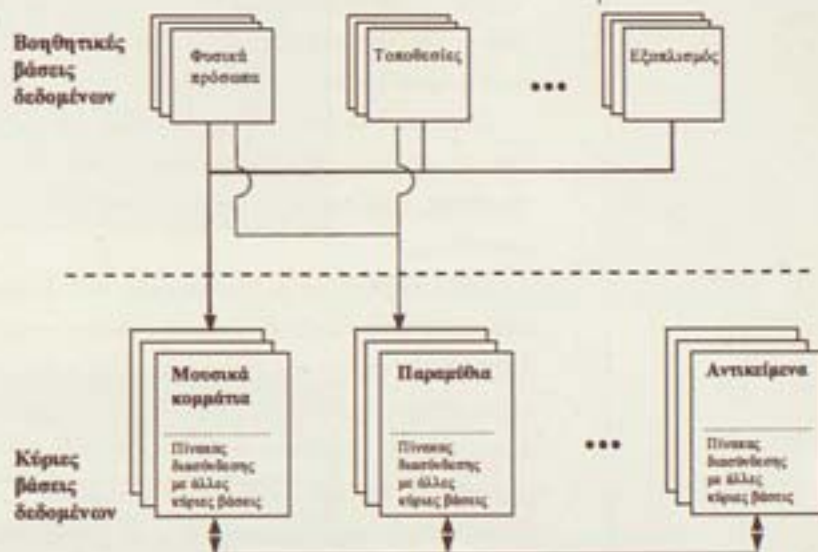 Βοηθητικές
βάσεις
δεδομένων
Φυσικά
πρόσωπα
Τοποθεσίες
...
Εξοπλισμός
Κύριες
βάσεις
δεδομένων
Μουσικά
κομμάτια
Πίνακας
διασύνδεσης
με άλλες
κύριες βάσεις
Παραμύθια
Πίνακας
διασύνδεσης
με άλλες
κύριες βάσεις
...
Αντικείμενα
Πίνακας
διασύνδεσης
με άλλες
κύριες βάσεις